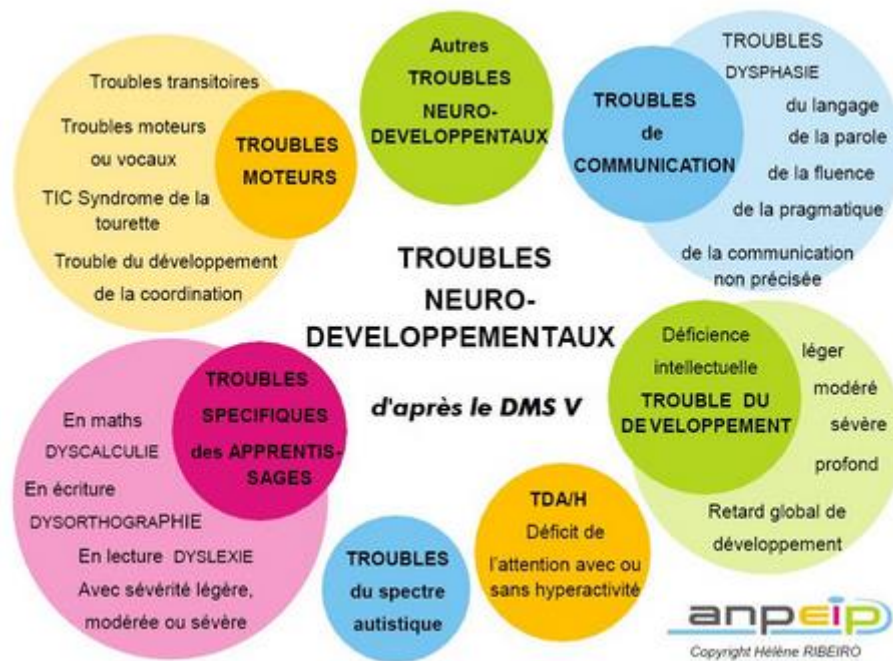 TROUBLES
NEURO-
DEVELOPPEMENTAUX
d'après le DMS V
Troubles transitoires
Troubles moteurs
ou vocaux
TIC Syndrome de la
tourette
Trouble du développement
de la coordination
TROUBLES
MOTEURS
Autres
TROUBLES
NEURO-
DEVELOPPENTAUX
TROUBLES
de
COMMUNICATION
TROUBLES
DYSPHASIE
du langage
de la parole
de la fluence
de la pragmatique
de la communication
non précisée
Déficience
intellectuelle
TROUBLE DU
DEVELOPPEMENT
léger
modéré
sévère
profond
Retard global de
développement
TROUBLES
SPECIFIQUES
des APPRENTIS-
SAGES
En maths
DYSCALCULIE
En écriture
DYSORTHOGRAPHIE
En lecture DYSLEXIE
Avec sévérité légère,
modérée ou sévère
TROUBLES
du spectre
autistique
TDA/H
Déficit de
l'attention avec ou
sans hyperactivité
anpeip
Copyright Hélène RIBEIRO